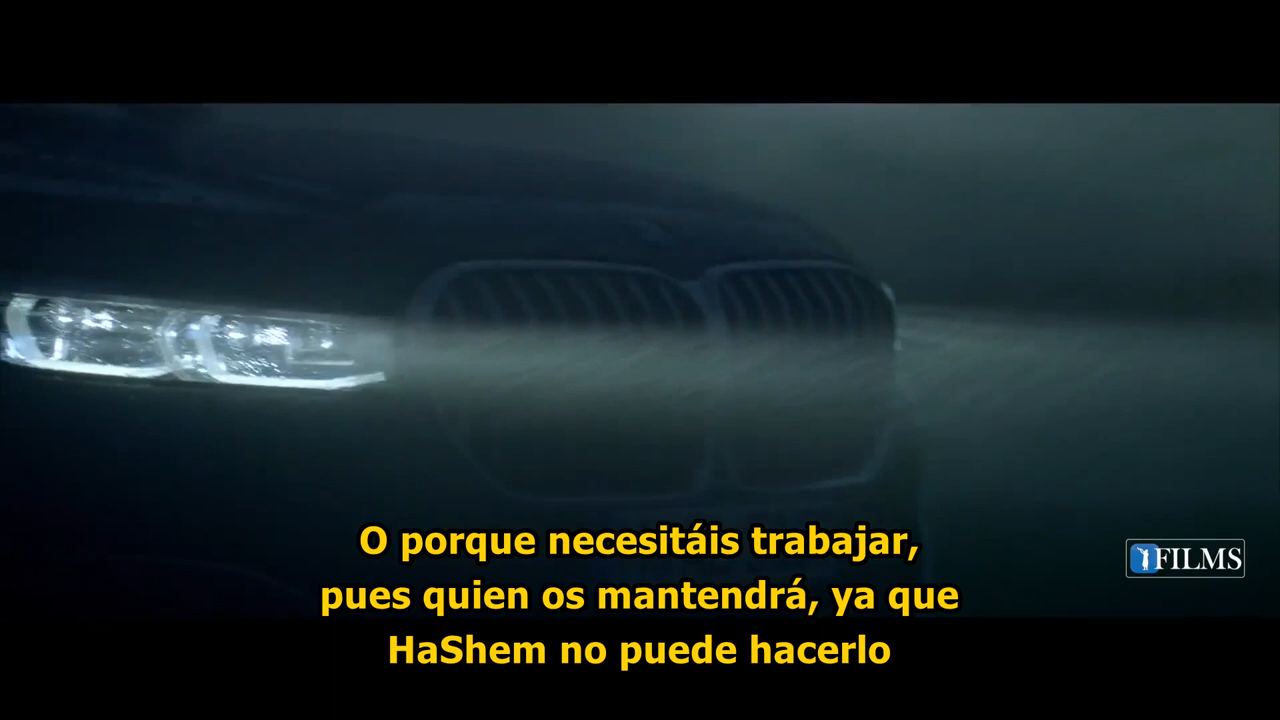 O porque necesitáis trabajar,
pues quien os mantendrá, ya que
HaShem no puede hacerlo
FILMS